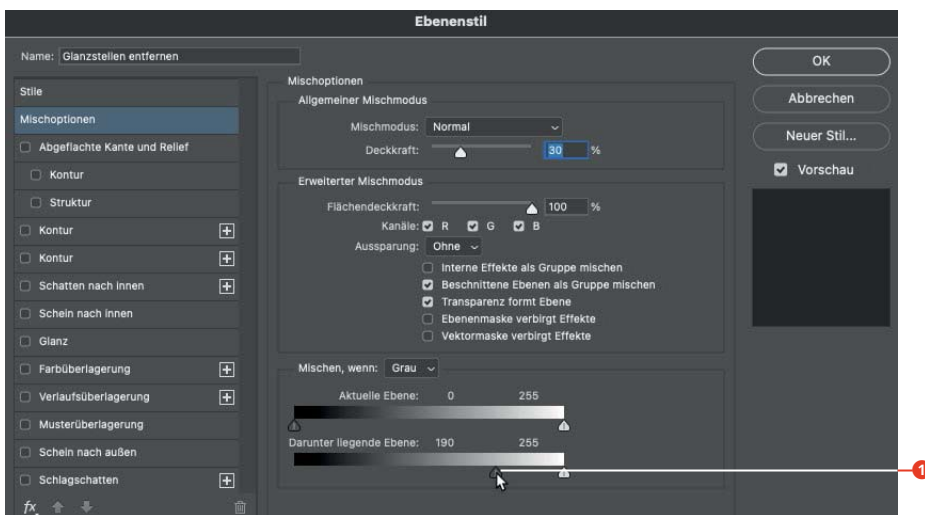 Ebenenstil
Name: Glanzstellen entfernen
Stile
Mischoptionen
Abgeflachte Kante und Relief
Kontur
Struktur
Kontur
Kontur
Schatten nach innen
Schein nach innen
Glanz
Farbüberlagerung
Verlaufsüberlagerung
Musterüberlagerung
Schein nach außen
Schlagschatten
fx
Mischoptionen
Allgemeiner Mischmodus
Mischmodus: Normal
Deckkraft: 30 %
Erweiterter Mischmodus
Flächendeckkraft: 100 %
Kanäle: R G B
Aussparung: Ohne
Interne Effekte als Gruppe mischen
Beschnittene Ebenen als Gruppe mischen
Transparenz formt Ebene
Ebenenmaske verbirgt Effekte
Vektormaske verbirgt Effekte
Mischen, wenn: Grau
Aktuelle Ebene: 0 255
Darunter liegende Ebene: 190 255
OK
Abbrechen
Neuer Stil...
Vorschau
1